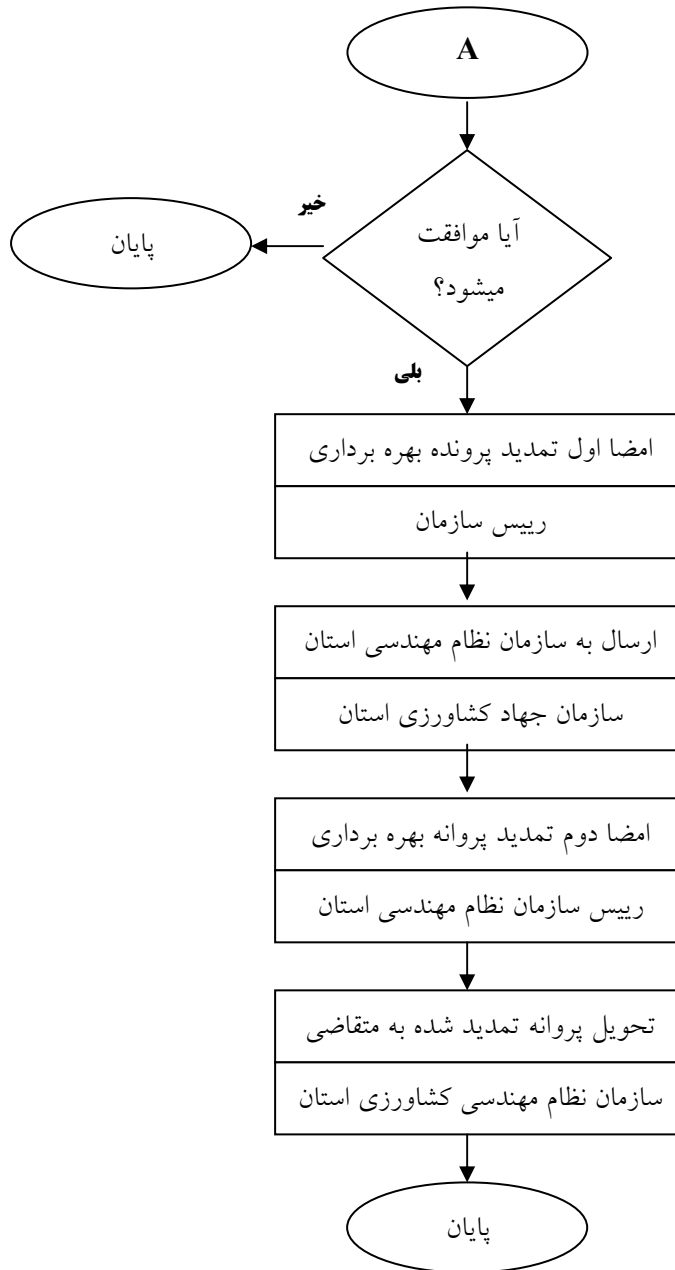 A
آیا موافقت
میشود؟
خیر
پایان
بلی
امضا اول تمدید پرونده بهره برداری
رییس سازمان
ارسال به سازمان نظام مهندسی استان
سازمان جهاد کشاورزی استان
امضا دوم تمدید پروانه بهره برداری
رییس سازمان نظام مهندسی استان
تحویل پروانه تمدید شده به متقاضی
سازمان نظام مهندسی کشاورزی استان
پایان